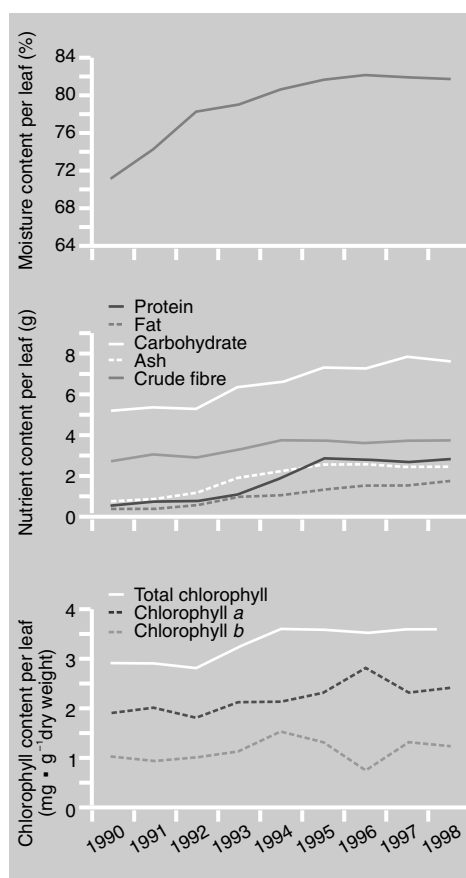 Moisture content per leaf (%)
84
80
76
72
68
64
Nutrient content per leaf (g)
Protein
Fat
Carbohydrate
Ash
Crude fibre
8
6
4
2
0
Chlorophyll content per leaf
(mg ▪ g⁻¹dry weight)
Total chlorophyll
Chlorophyll a
Chlorophyll b
4
3
2
1
0
1990 1991 1992 1993 1994 1995 1996 1997 1998